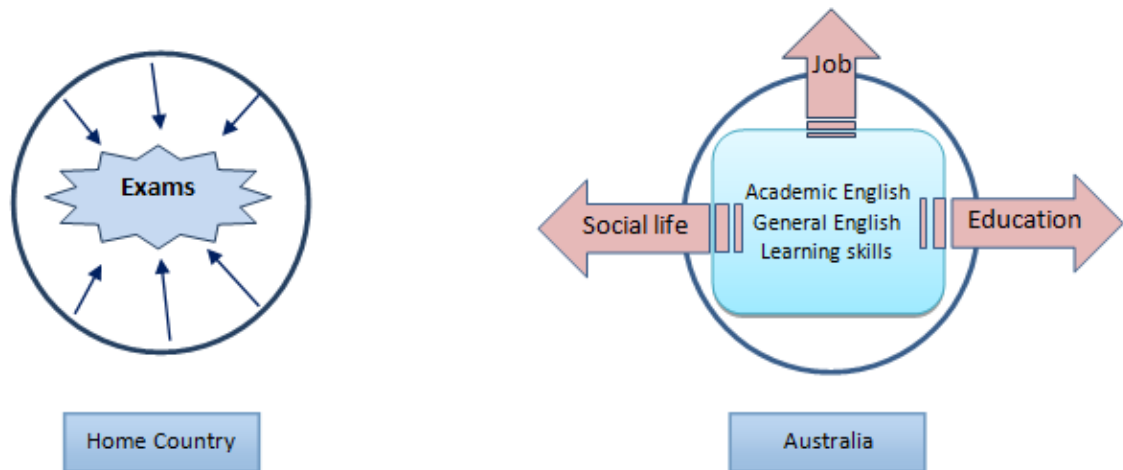 Exams
Home Country
Job
Social life
Academic English
General English
Learning skills
Education
Australia